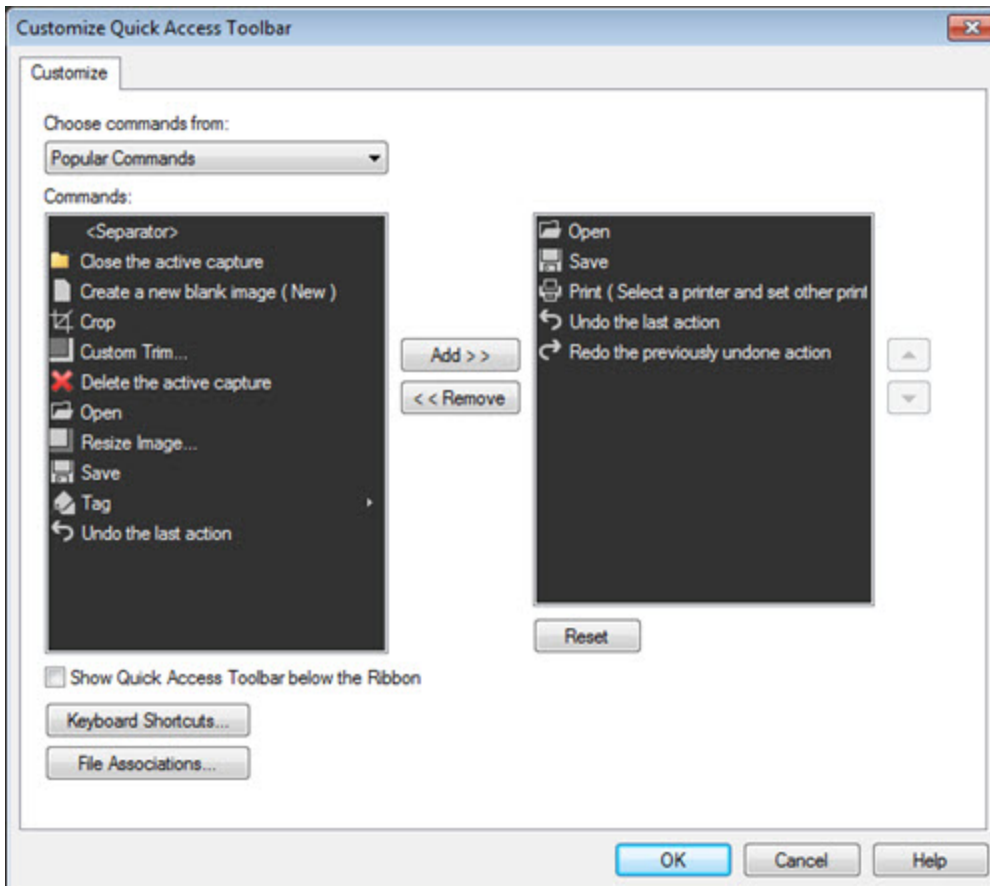 Customize Quick Access Toolbar
Customize
Choose commands from:
Popular Commands
Commands:
<Separator>
Close the active capture
Create a new blank image ( New )
Crop
Custom Trim...
Delete the active capture
Open
Resize Image...
Save
Tag
Undo the last action
Add > >
< < Remove
Open
Save
Print ( Select a printer and set other print
Undo the last action
Redo the previously undone action
Reset
Show Quick Access Toolbar below the Ribbon
Keyboard Shortcuts...
File Associations...
OK Cancel Help